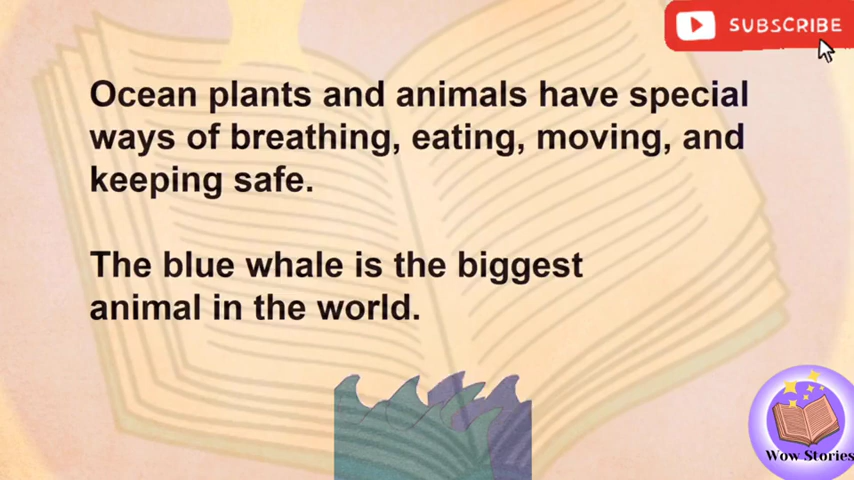 SUBSCRIBE
Ocean plants and animals have special
ways of breathing, eating, moving, and
keeping safe.
The blue whale is the biggest
animal in the world.
Wow Stories